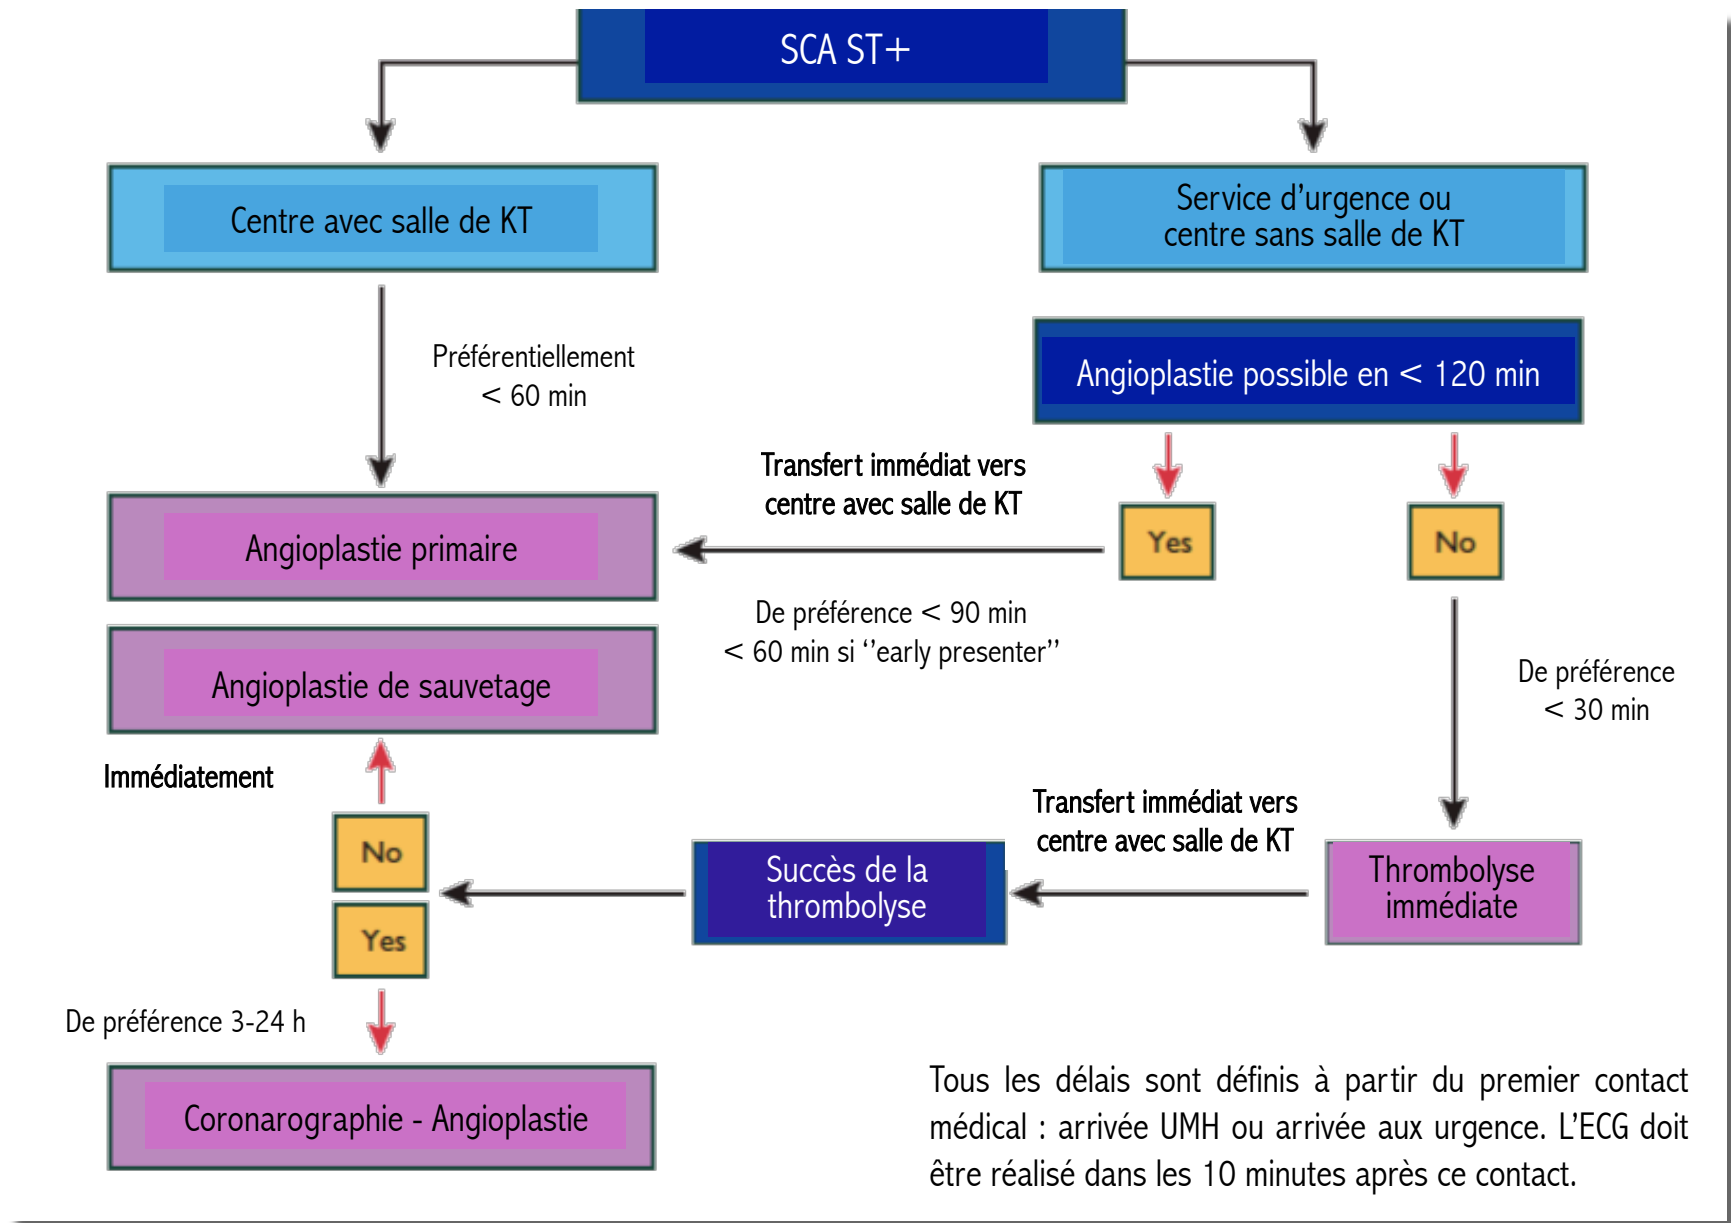 SCA ST+
Centre avec salle de KT
Service d’urgence ou
centre sans salle de KT
Préférentiellement
< 60 min
Angioplastie possible en < 120 min
Transfert immédiat vers
centre avec salle de KT
Yes
No
Angioplastie primaire
De préférence < 90 min
< 60 min si ‘’early presenter’’
Angioplastie de sauvetage
De préférence
< 30 min
Immédiatement
Transfert immédiat vers
centre avec salle de KT
No
Yes
Succès de la
thrombolyse
Thrombolyse
immédiate
De préférence 3-24 h
Coronarographie - Angioplastie
Tous les délais sont définis à partir du premier contact
médical : arrivée UMH ou arrivée aux urgence. L’ECG doit
être réalisé dans les 10 minutes après ce contact.